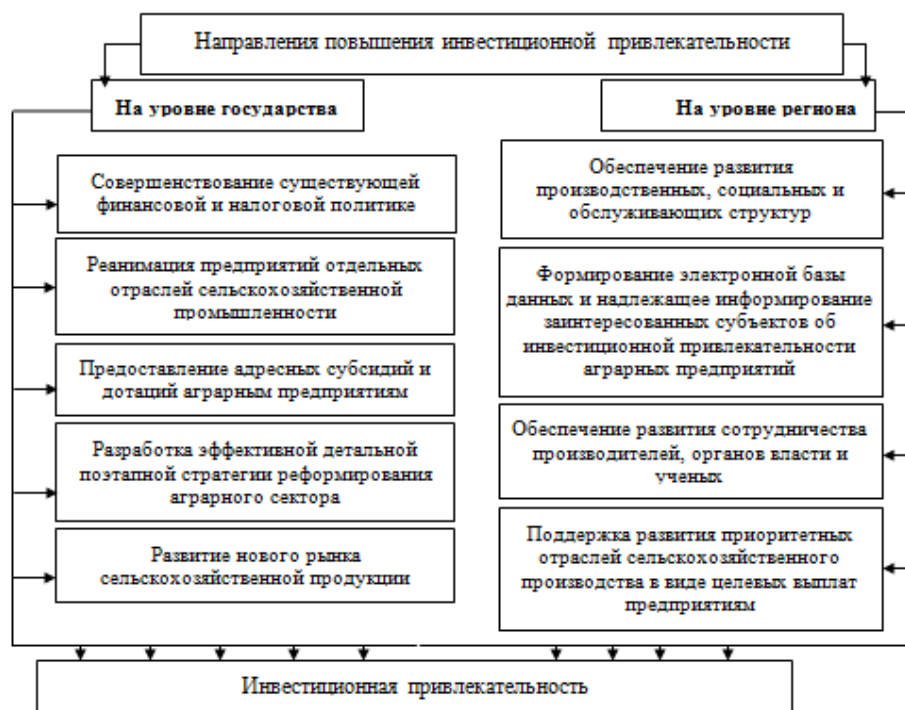 Направления повышения инвестиционной привлекательности
На уровне государства
На уровне региона
Совершенствование существующей
финансовой и налоговой политике
Реанимация предприятий отдельных
отраслей сельскохозяйственной
промышленности
Предоставление адресных субсидий и
дотаций аграрным предприятиям
Разработка эффективной детальной
поэтапной стратегии реформирования
аграрного сектора
Развитие нового рынка
сельскохозяйственной продукции
Обеспечение развития
производственных, социальных и
обслуживающих структур
Формирование электронной базы
данных и надлежащее информирование
заинтересованных субъектов об
инвестиционной привлекательности
аграрных предприятий
Обеспечение развития сотрудничества
производителей, органов власти и
ученых
Поддержка развития приоритетных
отраслей сельскохозяйственного
производства в виде целевых выплат
предприятиям
Инвестиционная привлекательность